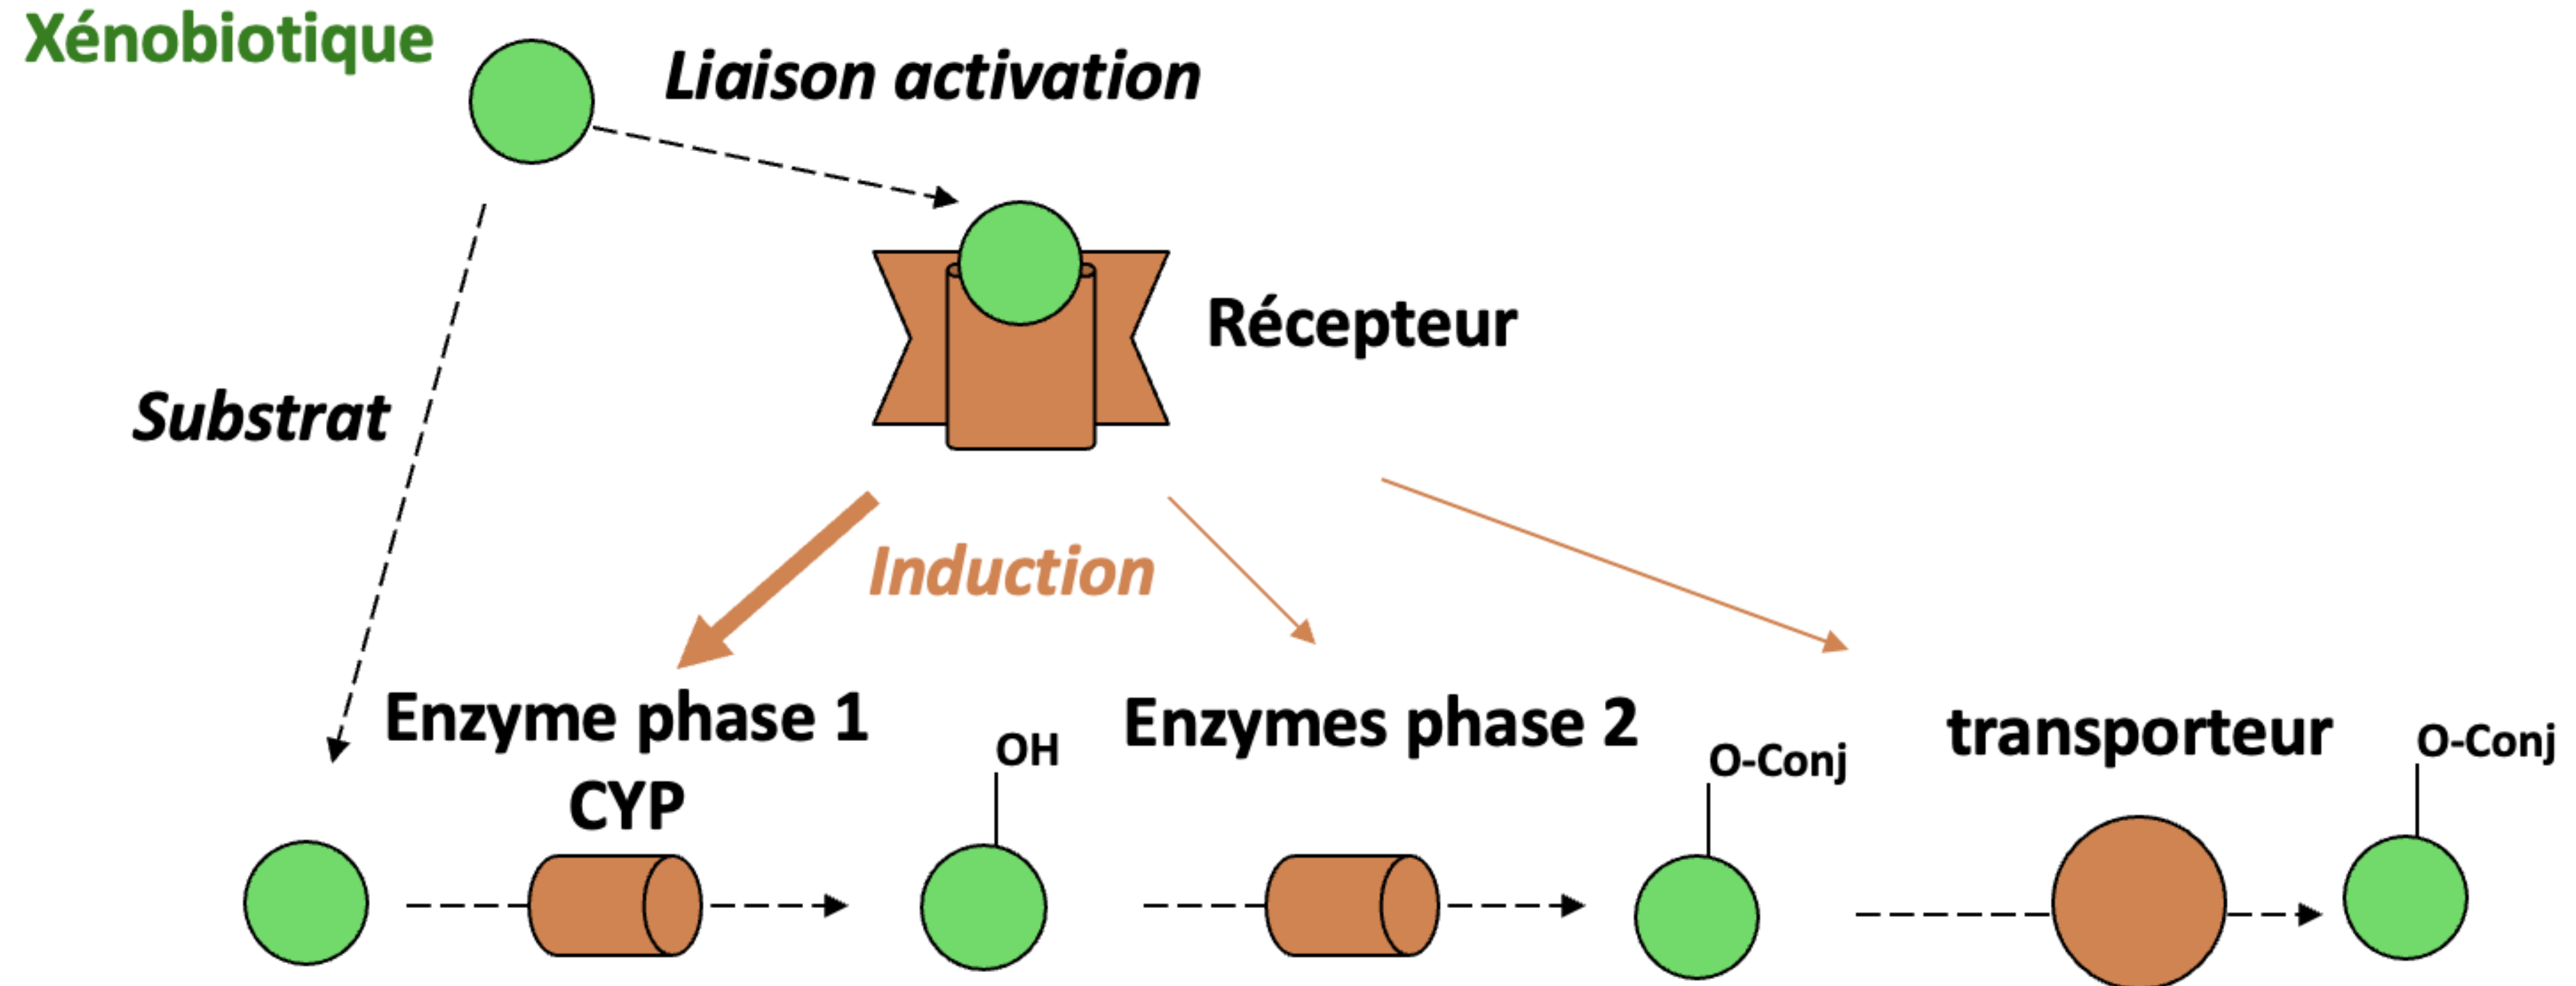 Xénobiotique
Liaison activation
Récepteur
Substrat
Induction
Enzyme phase 1
CYP
OH
Enzymes phase 2
O-Conj
transporteur
O-Conj